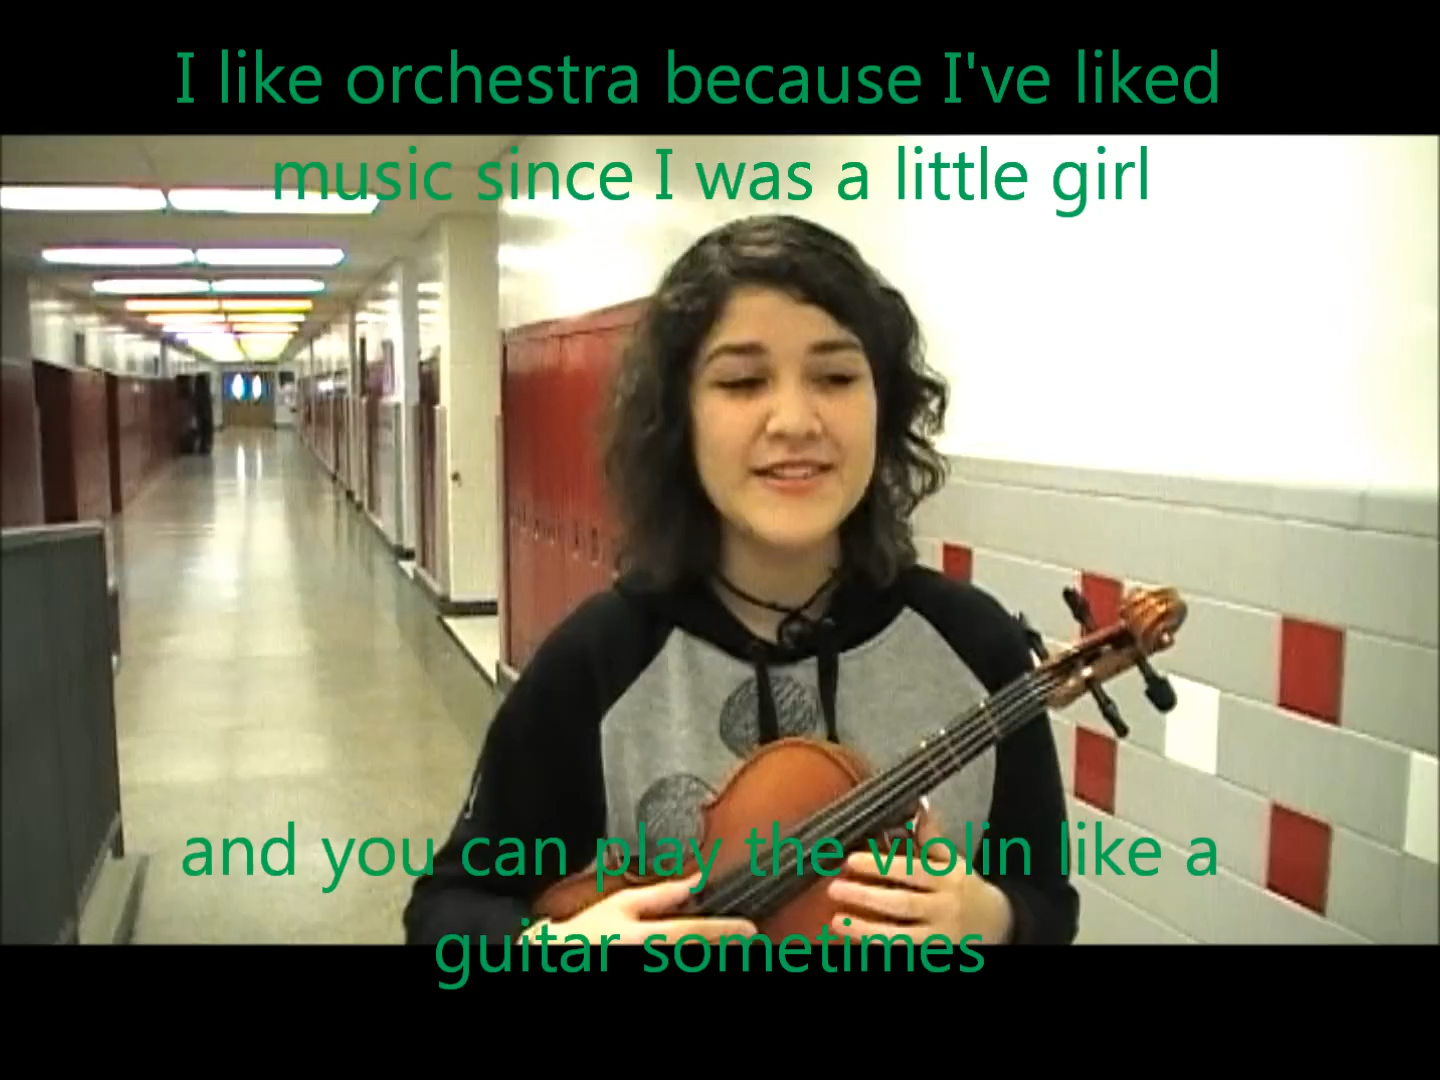 I like orchestra because I've liked
music since I was a little girl
and you can play the violin like a
guitar sometimes